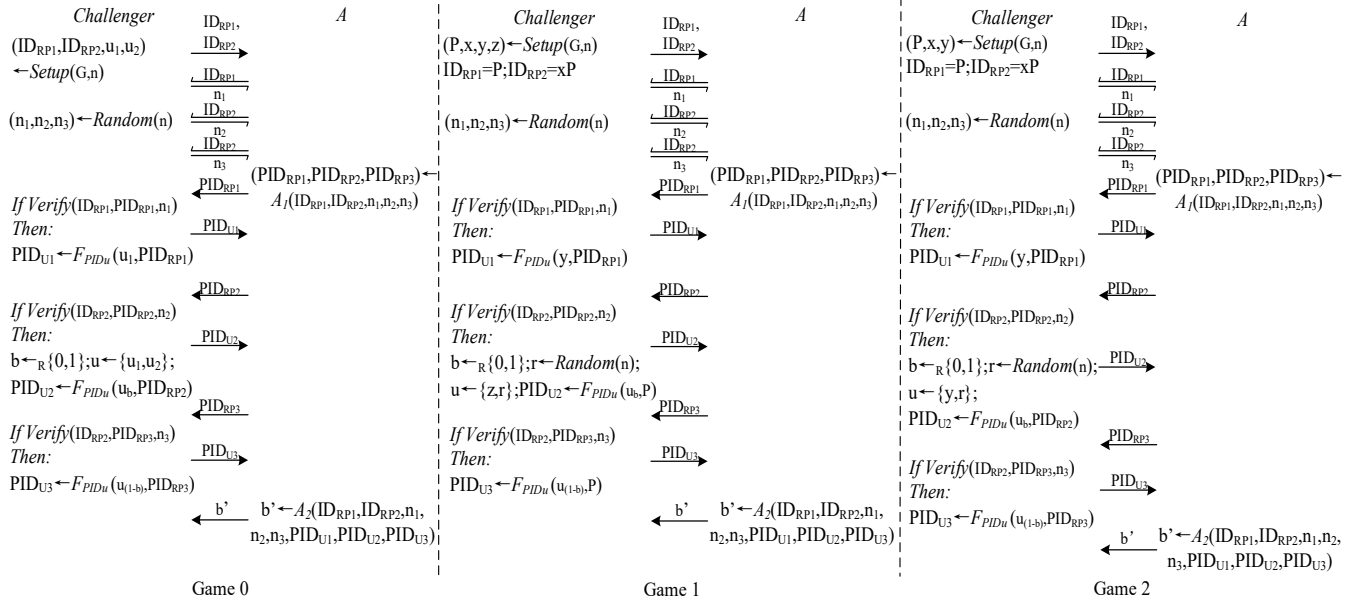 Challenger
A
ID_RP1,
ID_RP2
(ID_RP1,ID_RP2,u_1,u_2)
←Setup(G,n)
ID_RP1
n_1
(n_1,n_2,n_3)←Random(n)
ID_RP2
n_2
ID_RP2
n_3
(PID_RP1,PID_RP2,PID_RP3)←
A_1(ID_RP1,ID_RP2,n_1,n_2,n_3)
PID_RP1
If Verify(ID_RP1,PID_RP1,n_1)
Then:
PID_U1
PID_U1←F_PIDu(u_1,PID_RP1)
PID_RP2
If Verify(ID_RP2,PID_RP2,n_2)
Then:
PID_U2
b←_R{0,1};u←{u_1,u_2};
PID_U2←F_PIDu(u_b,PID_RP2)
PID_RP3
If Verify(ID_RP2,PID_RP3,n_3)
Then:
PID_U3
PID_U3←F_PIDu(u_(1-b),PID_RP3)
b'
b'←A_2(ID_RP1,ID_RP2,n_1,
n_2,n_3,PID_U1,PID_U2,PID_U3)
Game 0
Challenger
A
ID_RP1,
ID_RP2
(P,x,y,z)←Setup(G,n)
ID_RP1=P;ID_RP2=xP
ID_RP1
n_1
(n_1,n_2,n_3)←Random(n)
ID_RP2
n_2
ID_RP2
n_3
(PID_RP1,PID_RP2,PID_RP3)←
A_1(ID_RP1,ID_RP2,n_1,n_2,n_3)
PID_RP1
If Verify(ID_RP1,PID_RP1,n_1)
Then:
PID_U1
PID_U1←F_PIDu(y,PID_RP1)
PID_RP2
If Verify(ID_RP2,PID_RP2,n_2)
Then:
PID_U2
b←_R{0,1};r←Random(n);
u←{z,r};PID_U2←F_PIDu(u_b,P)
PID_RP3
If Verify(ID_RP2,PID_RP3,n_3)
Then:
PID_U3
PID_U3←F_PIDu(u_(1-b),P)
b'
b'←A_2(ID_RP1,ID_RP2,n_1,
n_2,n_3,PID_U1,PID_U2,PID_U3)
Game 1
Challenger
A
ID_RP1,
ID_RP2
(P,x,y)←Setup(G,n)
ID_RP1=P;ID_RP2=xP
ID_RP1
n_1
(n_1,n_2,n_3)←Random(n)
ID_RP2
n_2
ID_RP2
n_3
(PID_RP1,PID_RP2,PID_RP3)←
A_1(ID_RP1,ID_RP2,n_1,n_2,n_3)
PID_RP1
If Verify(ID_RP1,PID_RP1,n_1)
Then:
PID_U1
PID_U1←F_PIDu(y,PID_RP1)
PID_RP2
If Verify(ID_RP2,PID_RP2,n_2)
Then:
b←_R{0,1};r←Random(n);
PID_U2
u←{y,r};
PID_U2←F_PIDu(u_b,PID_RP2)
PID_RP3
If Verify(ID_RP2,PID_RP3,n_3)
Then:
PID_U3
PID_U3←F_PIDu(u_(1-b),PID_RP3)
b'
b'←A_2(ID_RP1,ID_RP2,n_1,n_2,
n_3,PID_U1,PID_U2,PID_U3)
Game 2